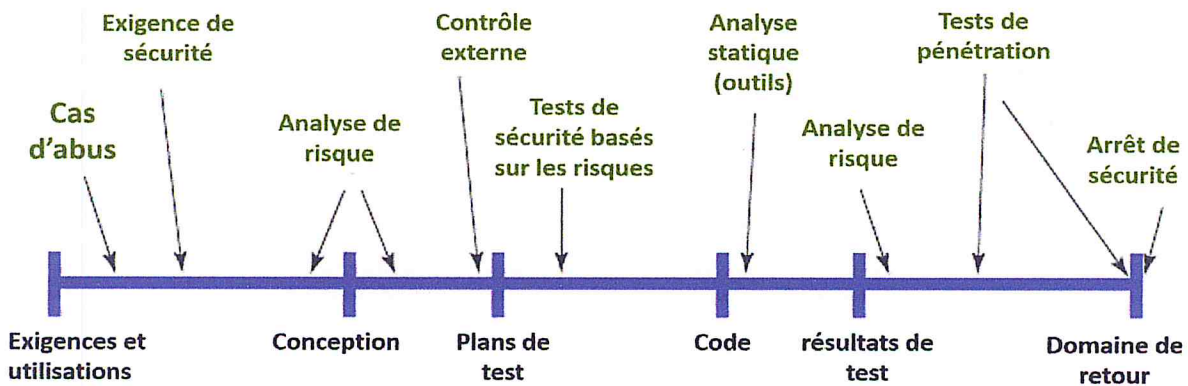 Exigence de
sécurité
Contrôle
externe
Analyse
statique
(outils)
Tests de
pénétration
Cas
d'abus
Analyse de
risque
Tests de
sécurité basés
sur les risques
Analyse de
risque
Arrêt de
sécurité
Exigences et
utilisations
Conception
Plans de
test
Code
résultats de
test
Domaine de
retour